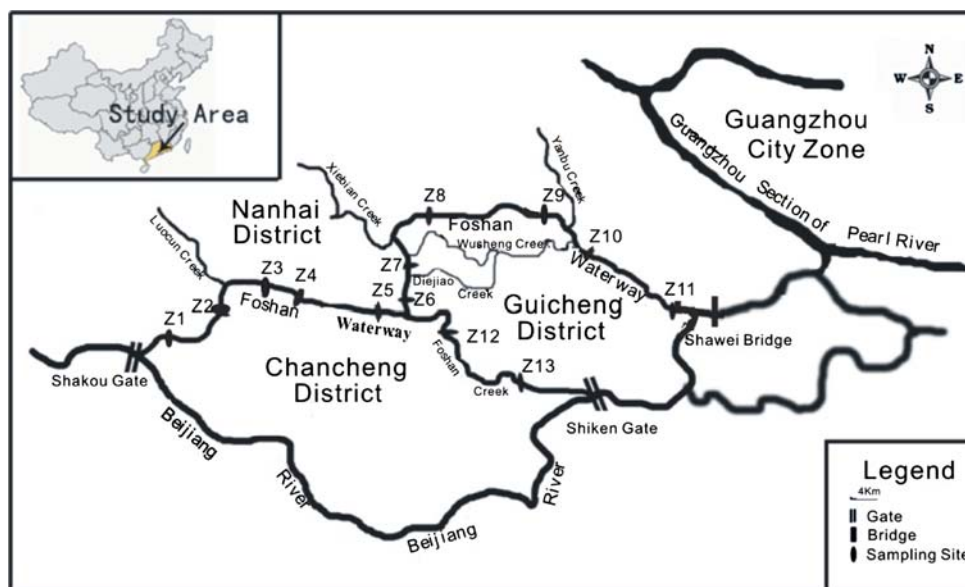 Study Area
N
W E
S
Guangzhou
City Zone
Guangzhou Section of Pearl River
Xiebian Creek
Yanbu Creek
Luocun Creek
Nanhai
District
Z8
Z9
Foshan
Wusheng Creek
Z10
Waterway
Z7
Diejiao
Creek
Z3
Z4
Z5
Z6
Z2
Z1
Foshan
Waterway
Guicheng
District
Z11
Shawei Bridge
Z12
Foshan
Creek
Z13
Chancheng
District
Shakou Gate
Shiken Gate
Beijiang
River
Beijiang
River
Legend
4Km
Gate
Bridge
Sampling Site